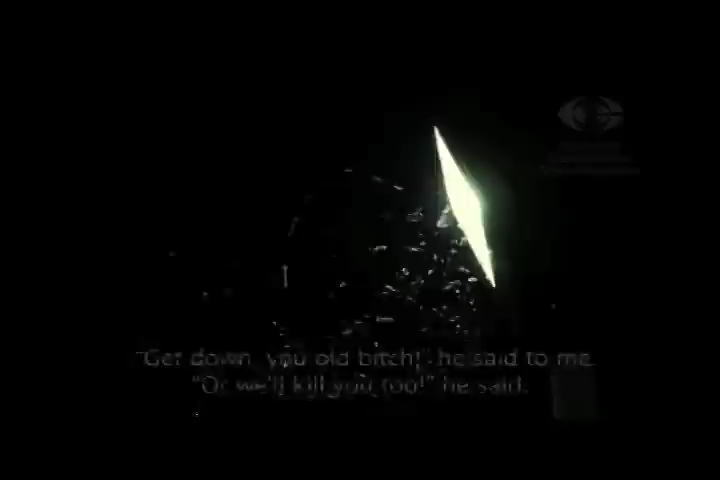 "Get down, you old bitch!" he said to me.
"Or we'll kill you, too!" he said.